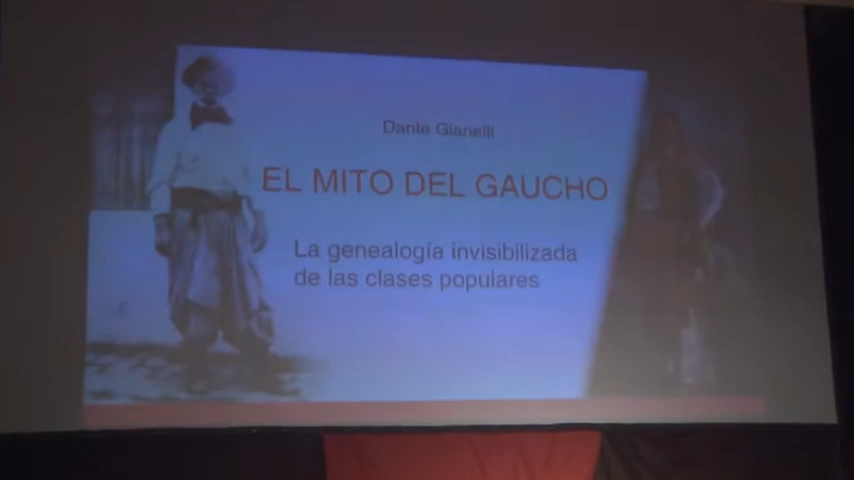 Dante Gianelli
EL MITO DEL GAUCHO
La genealogía invisibilizada
de las clases populares